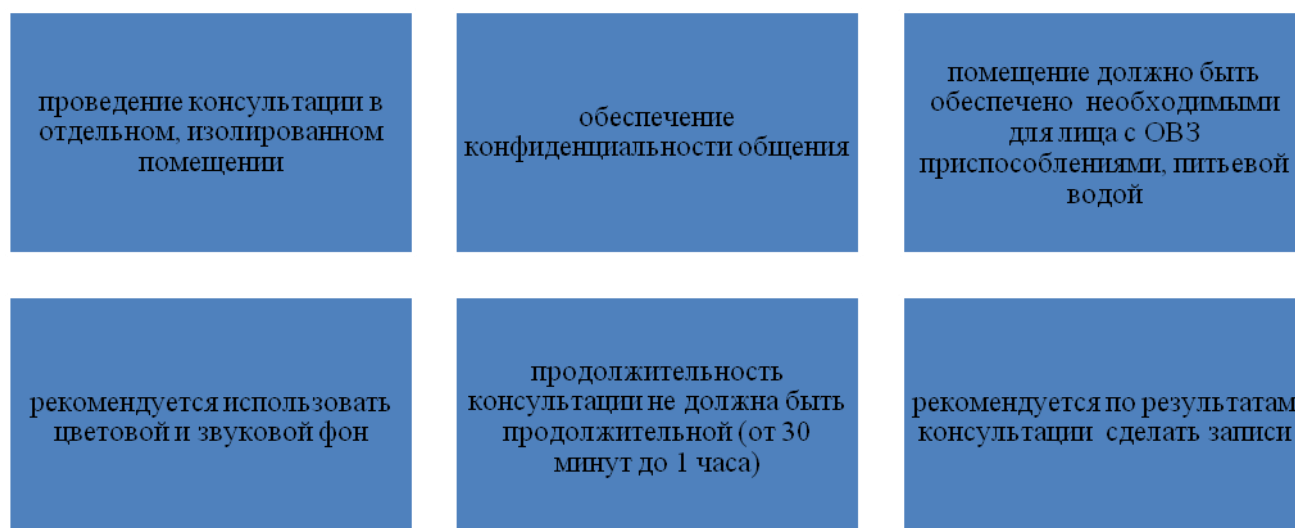 проведение консультации в
отдельном, изолированном
помещении
обеспечение
конфиденциальности общения
помещение должно быть
обеспечено необходимыми
для лица с ОВЗ
приспособлениями, питьевой
водой
рекомендуется использовать
цветовой и звуковой фон
продолжительность
консультации не должна быть
продолжительной (от 30
минут до 1 часа)
рекомендуется по результатам
консультации сделать записи